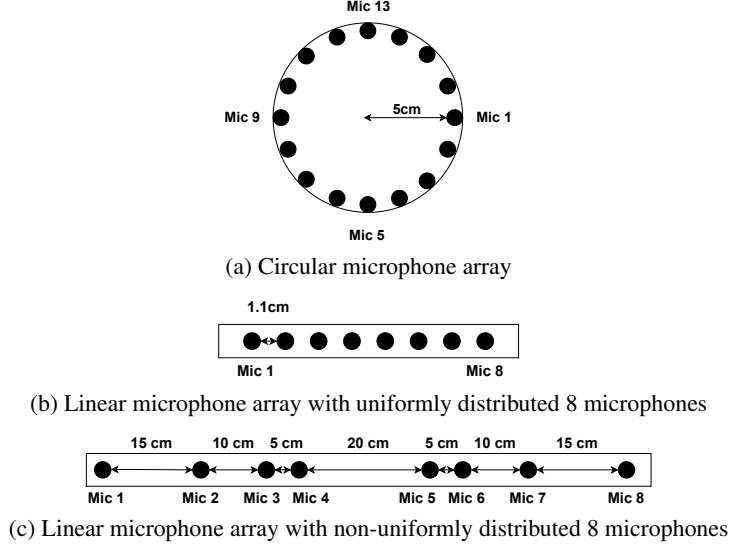 Mic 13
Mic 9
5cm
Mic 1
Mic 5
(a) Circular microphone array
1.1cm
Mic 1 Mic 8
(b) Linear microphone array with uniformly distributed 8 microphones
15 cm 10 cm 5 cm 20 cm 5 cm 10 cm 15 cm
Mic 1 Mic 2 Mic 3 Mic 4 Mic 5 Mic 6 Mic 7 Mic 8
(c) Linear microphone array with non-uniformly distributed 8 microphones